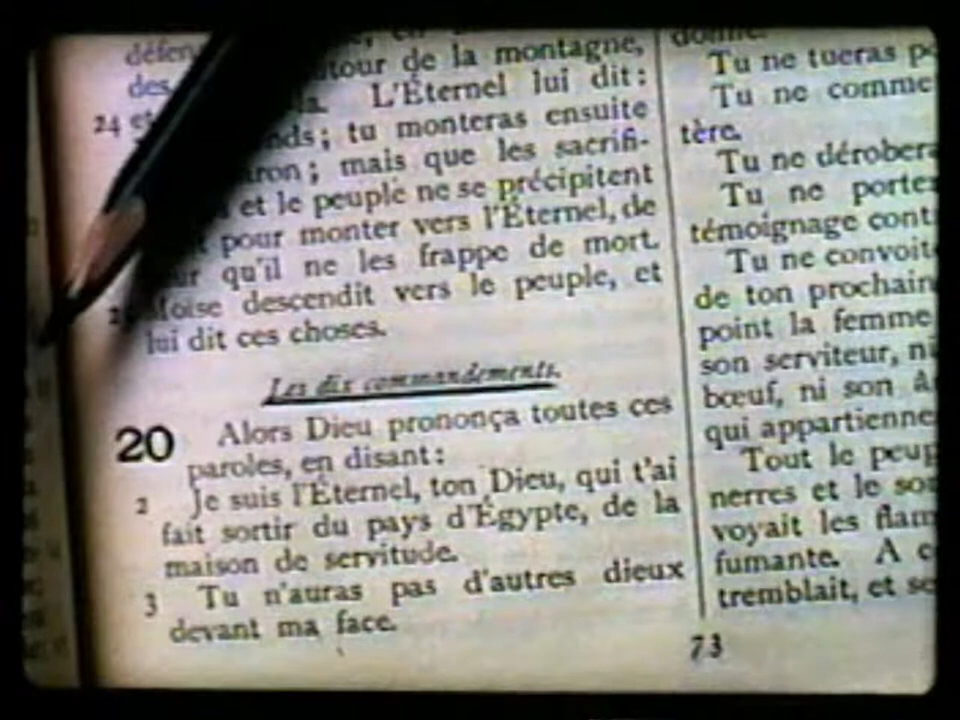 de la montagne,
des L'Éternel lui dit:
24 tu monteras ensuite
mais que les sacrifi-
et le peuple ne se précipitent
pour monter vers l'Éternel, de
qu'il ne les frappe de mort.
Moïse descendit vers le peuple, et
lui dit ces choses.
Les dix commandements.
20 Alors Dieu prononça toutes ces
paroles, en disant:
2 Je suis l'Éternel, ton Dieu, qui t'ai
fait sortir du pays d'Égypte, de la
maison de servitude.
3 Tu n'auras pas d'autres dieux
devant ma face.
Tu ne tueras
Tu ne comme
tère.
Tu ne dérober
Tu ne porte
témoignage cont
Tu ne convoit
de ton prochain
point la femme
son serviteur, ni
bœuf, ni son
qui appartienne
Tout le peup
nerres et le so
voyait les flam
fumante. A
tremblait, et se
73